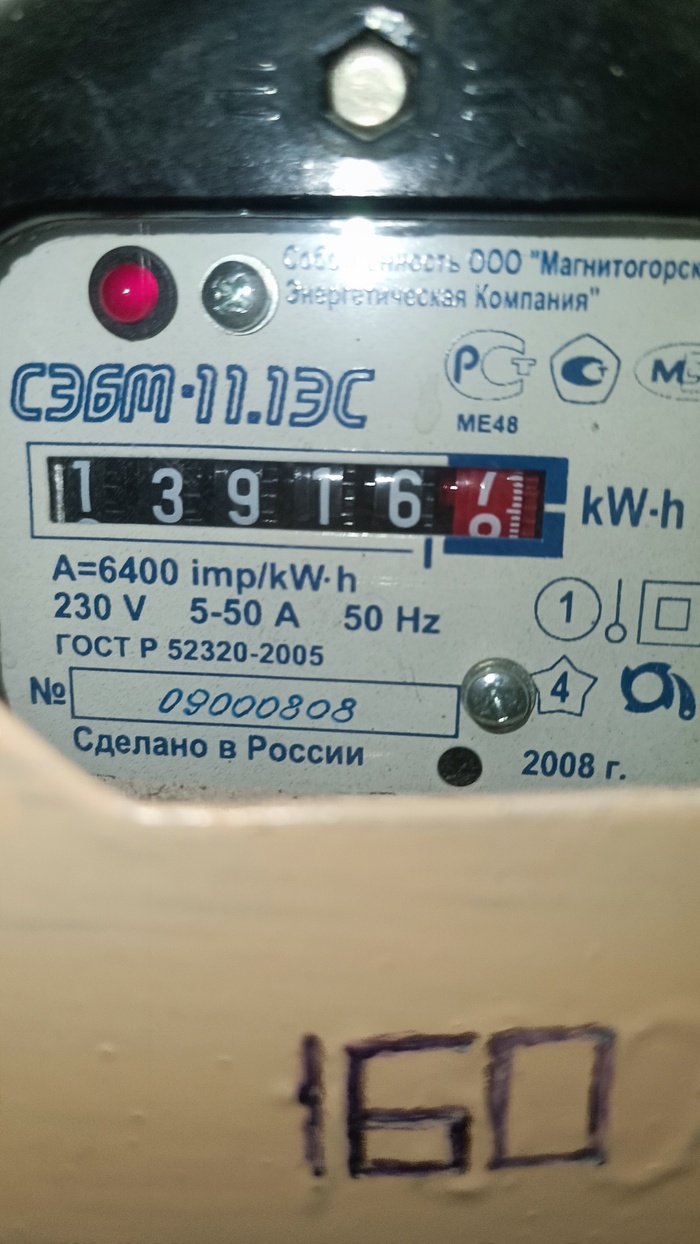 Собственность ООО "Магнитогорск
Энергетическая Компания"
СЭБМ·11.1ЭС
РСТ
МЕ48
13916 kW·h
A=6400 imp/kW·h
230 V 5-50 A 50 Hz
1
ГОСТ Р 52320-2005
№ 09000808
4
Сделано в России
2008 г.
160